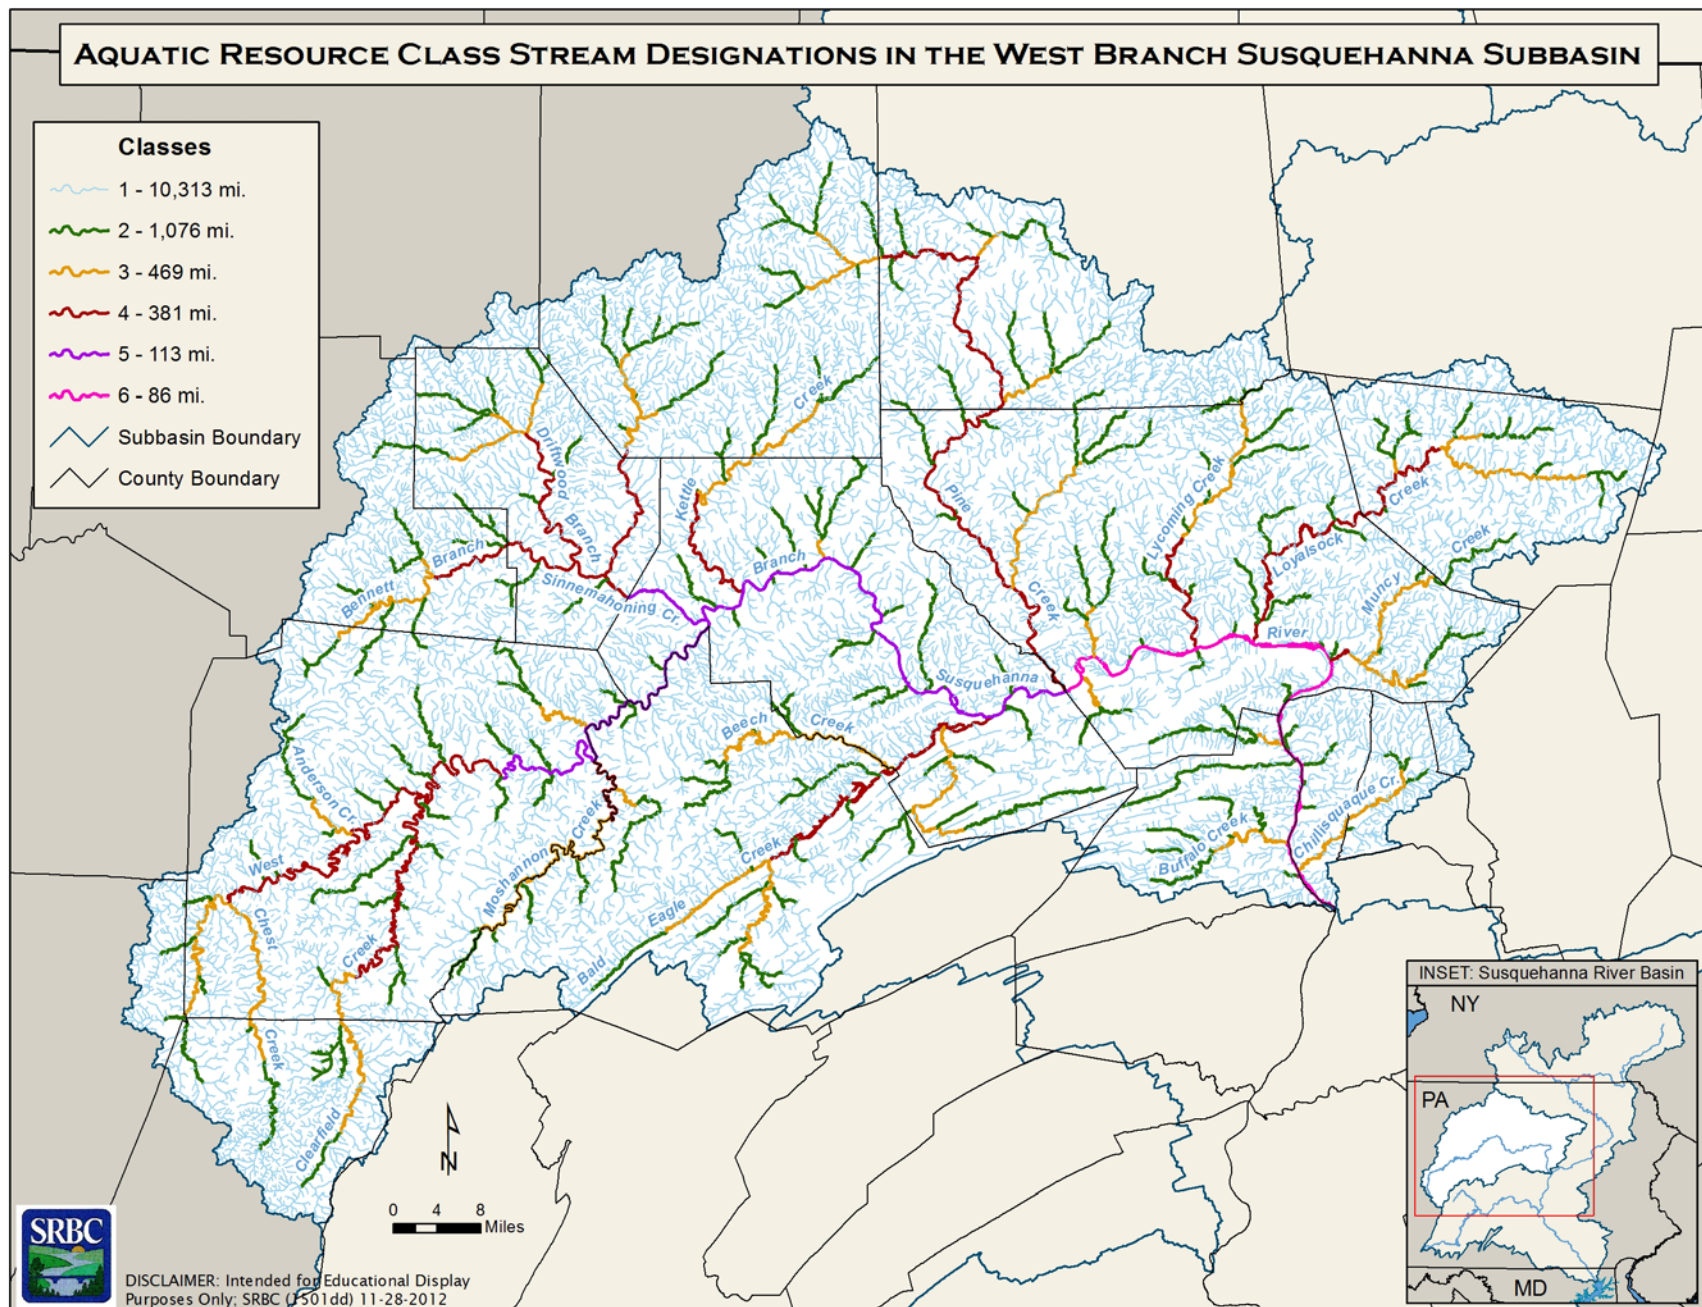 AQUATIC RESOURCE CLASS STREAM DESIGNATIONS IN THE WEST BRANCH SUSQUEHANNA SUBBASIN
Classes
1 - 10,313 mi.
2 - 1,076 mi.
3 - 469 mi.
4 - 381 mi.
5 - 113 mi.
6 - 86 mi.
Subbasin Boundary
County Boundary
Creek
Driftwood
Branch
Kettle
Pine
Creek
Lycoming Creek
Loyalsock
Creek
Muncy
Creek
Bennett
Branch
Sinnemahoning Cr.
Branch
River
Susquehanna
Beech
Creek
Anderson Cr.
West
Moshannon
Creek
Chest
Creek
Creek
Clearfield
Bald
Eagle
Creek
Buffalo Creek
Chillisquaque Cr.
N
0 4 8
Miles
INSET: Susquehanna River Basin
NY
PA
MD
SRBC
DISCLAIMER: Intended for Educational Display
Purposes Only; SRBC (1501dd) 11-28-2012